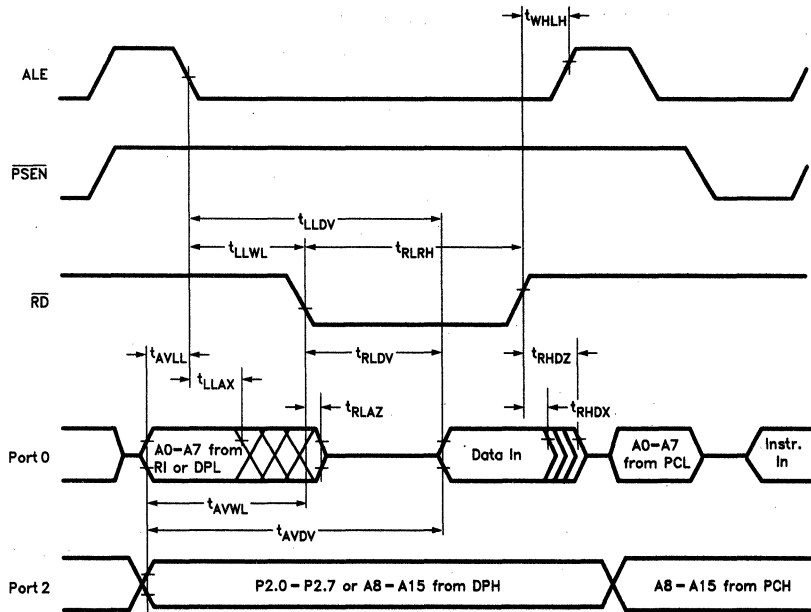 tWHLH
ALE
PSEN
tLLDV
tLLWL
tRLRH
RD
tAVLL
tRLDV
tRHDZ
tLLAX
tRLAZ
tRHDX
Port 0
A0-A7 from
RI or DPL
Data In
A0-A7
from PCL
Instr.
In
tAVWL
tAVDV
Port 2
P2.0-P2.7 or A8-A15 from DPH
A8-A15 from PCH